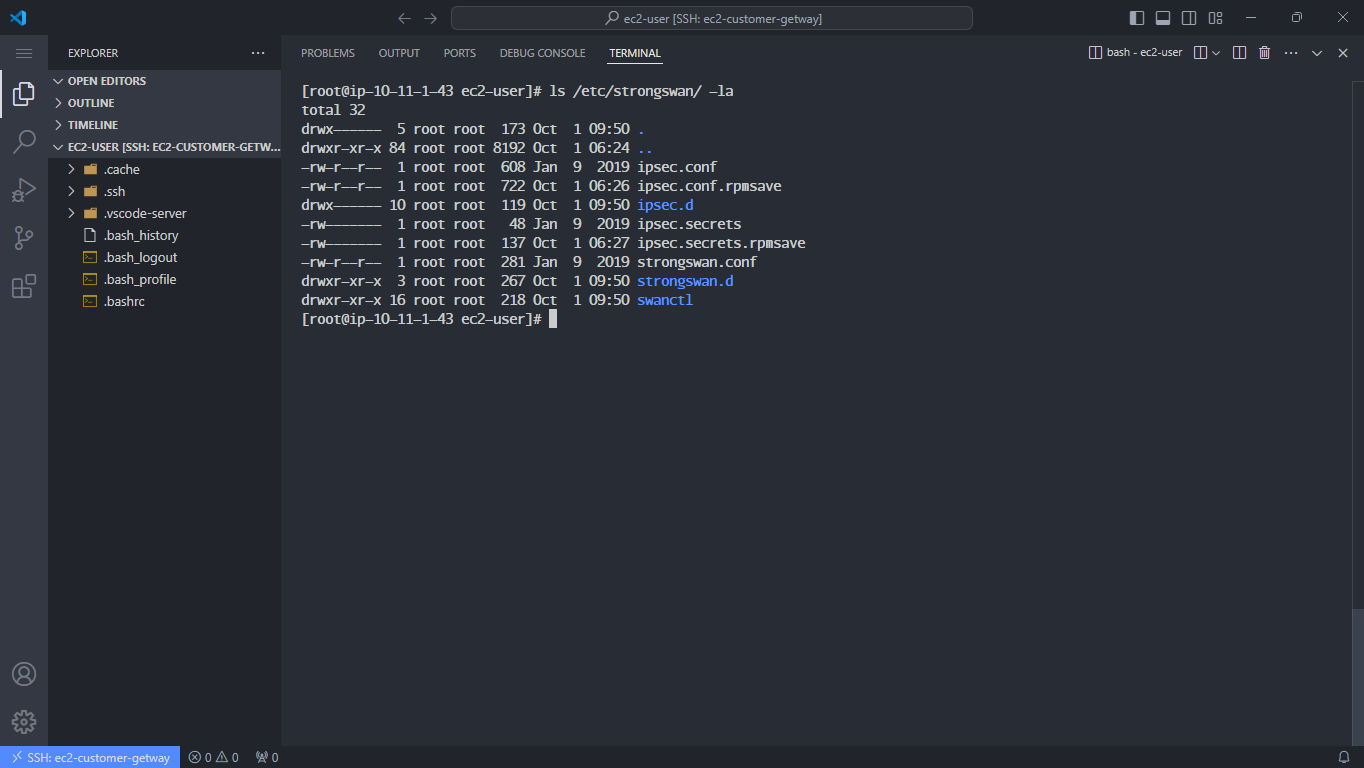 ec2-user [SSH: ec2-customer-getway]
EXPLORER
PROBLEMS OUTPUT PORTS DEBUG CONSOLE TERMINAL
bash - ec2-user
OPEN EDITORS
OUTLINE
TIMELINE
EC2-USER [SSH: EC2-CUSTOMER-GETW...
.cache
.ssh
.vscode-server
.bash_history
.bash_logout
.bash_profile
.bashrc
[root@ip-10-11-1-43 ec2-user]# ls /etc/strongswan/ -la
total 32
drwx------ 5 root root 173 Oct 1 09:50 .
drwxr-xr-x 84 root root 8192 Oct 1 06:24 ..
-rw-r--r-- 1 root root 608 Jan 9 2019 ipsec.conf
-rw-r--r-- 1 root root 722 Oct 1 06:26 ipsec.conf.rpmsave
drwx------ 10 root root 119 Oct 1 09:50 ipsec.d
-rw------- 1 root root 48 Jan 9 2019 ipsec.secrets
-rw------- 1 root root 137 Oct 1 06:27 ipsec.secrets.rpmsave
-rw-r--r-- 1 root root 281 Jan 9 2019 strongswan.conf
drwxr-xr-x 3 root root 267 Oct 1 09:50 strongswan.d
drwxr-xr-x 16 root root 218 Oct 1 09:50 swanctl
[root@ip-10-11-1-43 ec2-user]#
SSH: ec2-customer-getway 0 0 0